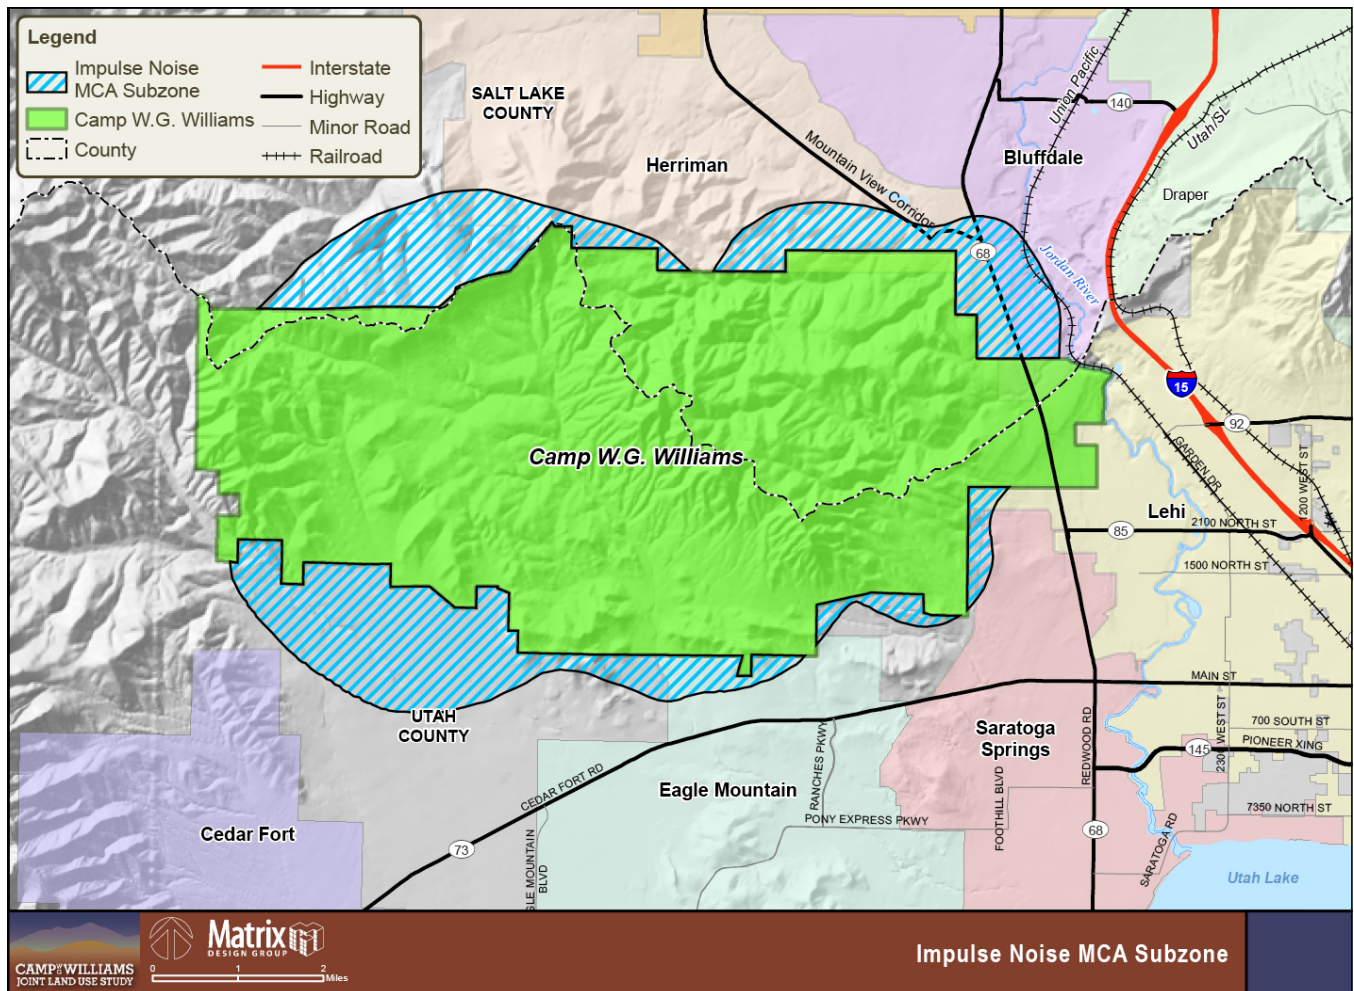 Legend
Impulse Noise
MCA Subzone
Camp W.G. Williams
County
Interstate
Highway
Minor Road
Railroad
SALT LAKE
COUNTY
Herriman
Mountain View Corridor
Union Pacific
140
Utah/SL
Bluffdale
Draper
68
Jordan River
15
92
Camp W.G. Williams
GARDEN DR
1200 WEST ST
Lehi
85
2100 NORTH ST
1500 NORTH ST
MAIN ST
UTAH
COUNTY
Saratoga
Springs
REDWOOD RD
2300 WEST ST
700 SOUTH ST
PIONEER XING
145
CEDAR FORT RD
Eagle Mountain
RANCHES PKWY
FOOTHILL BLVD
7350 NORTH ST
PONY EXPRESS PKWY
Cedar Fort
73
GLE MOUNTAIN
BLVD
68
SARATOGA RD
Utah Lake
CAMP W G WILLIAMS
JOINT LAND USE STUDY
Matrix
DESIGN GROUP
0 1 2
Miles
Impulse Noise MCA Subzone